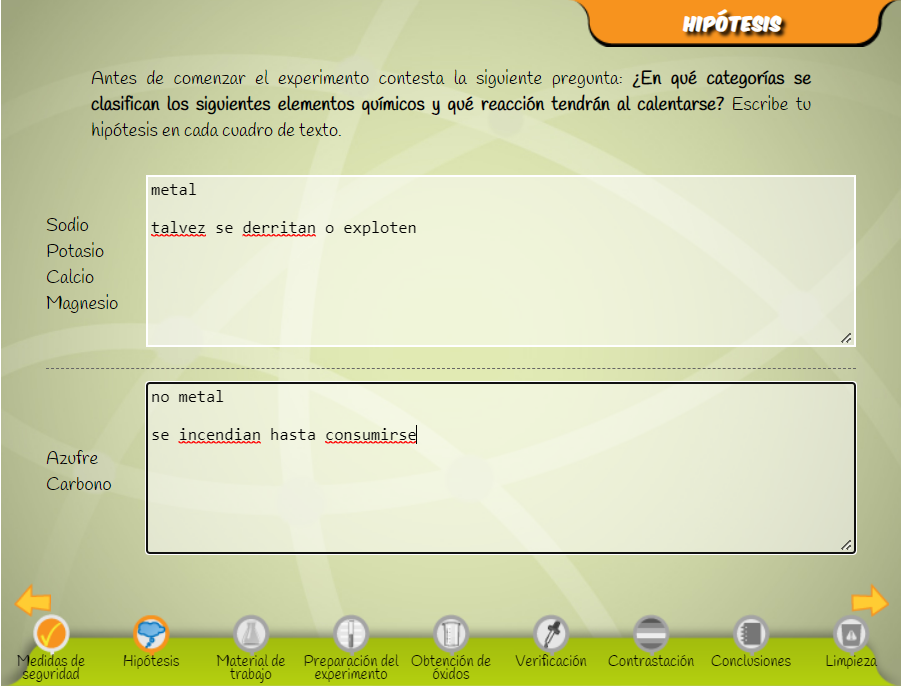 HIPÓTESIS
Antes de comenzar el experimento contesta la siguiente pregunta: ¿En qué categorías se
clasifican los siguientes elementos químicos y qué reacción tendrán al calentarse? Escribe tu
hipótesis en cada cuadro de texto.
metal
talvez se derritan o exploten
Sodio
Potasio
Calcio
Magnesio
no metal
se incendian hasta consumirse
Azufre
Carbono
Medidas de
seguridad
Hipótesis
Material de
trabajo
Preparación del
experimento
Obtención de
óxidos
Verificación
Contrastación
Conclusiones
Limpieza